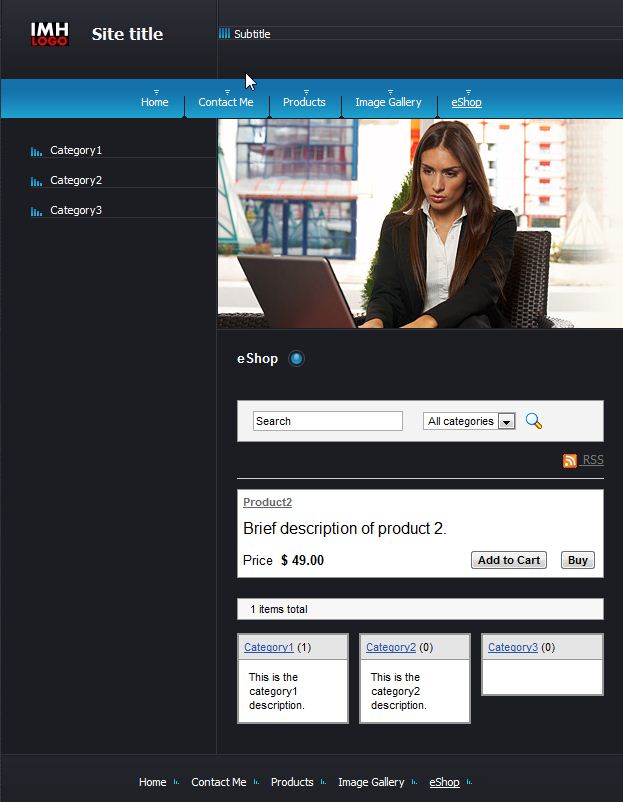 IMH
LOGO
Site title
Subtitle
Home
Contact Me
Products
Image Gallery
eShop
Category1
Category2
Category3
eShop
Search
All categories
RSS
Product2
Brief description of product 2.
Price $ 49.00
Add to Cart
Buy
1 items total
Category1 (1)
This is the
category1
description.
Category2 (0)
This is the
category2
description.
Category3 (0)
Home
Contact Me
Products
Image Gallery
eShop